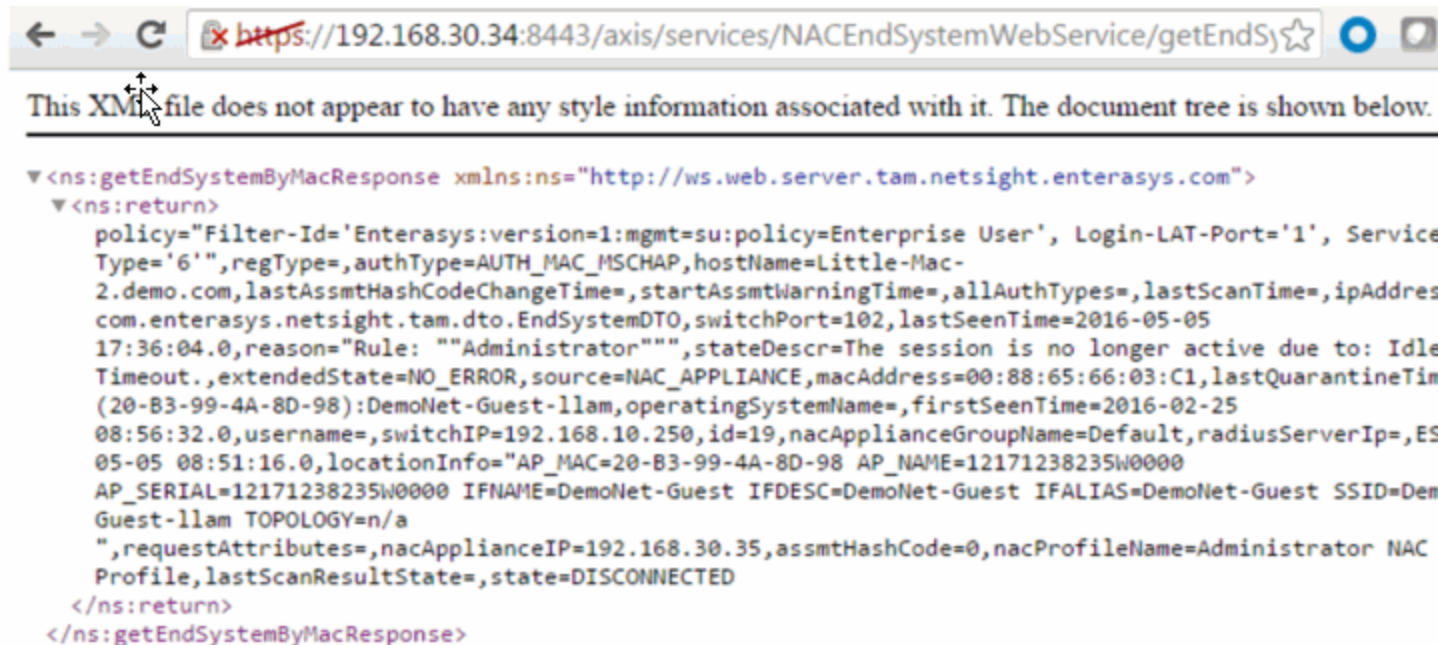 https://192.168.30.34:8443/axis/services/NACEndSystemWebService/getEndSy
This XML file does not appear to have any style information associated with it. The document tree is shown below.
▼<ns:getEndSystemByMacResponse xmlns:ns="http://ws.web.server.tam.netsight.enterasys.com">
▼<ns:return>
policy="Filter-Id='Enterasys:version=1:mgmt=su:policy=Enterprise User', Login-LAT-Port='1', Service
Type='6'",regType=,authType=AUTH_MAC_MSCHAP,hostName=Little-Mac-
2.demo.com,lastAssmtHashCodeChangeTime=,startAssmtWarningTime=,allAuthTypes=,lastScanTime=,ipAddres
com.enterasys.netsight.tam.dto.EndSystemDTO,switchPort=102,lastSeenTime=2016-05-05
17:36:04.0,reason="Rule: ""Administrator""",stateDescr=The session is no longer active due to: Idle
Timeout.,extendedState=NO_ERROR,source=NAC_APPLIANCE,macAddress=00:88:65:66:03:C1,lastQuarantineTim
(20-B3-99-4A-8D-98):DemoNet-Guest-llam,operatingSystemName=,firstSeenTime=2016-02-25
08:56:32.0,username=,switchIP=192.168.10.250,id=19,nacApplianceGroupName=Default,radiusServerIp=,ES
05-05 08:51:16.0,locationInfo="AP_MAC=20-B3-99-4A-8D-98 AP_NAME=12171238235W0000
AP_SERIAL=12171238235W0000 IFNAME=DemoNet-Guest IFDESC=DemoNet-Guest IFALIAS=DemoNet-Guest SSID=Dem
Guest-llam TOPOLOGY=n/a
",requestAttributes=,nacApplianceIP=192.168.30.35,assmtHashCode=0,nacProfileName=Administrator NAC
Profile,lastScanResultState=,state=DISCONNECTED
</ns:return>
</ns:getEndSystemByMacResponse>